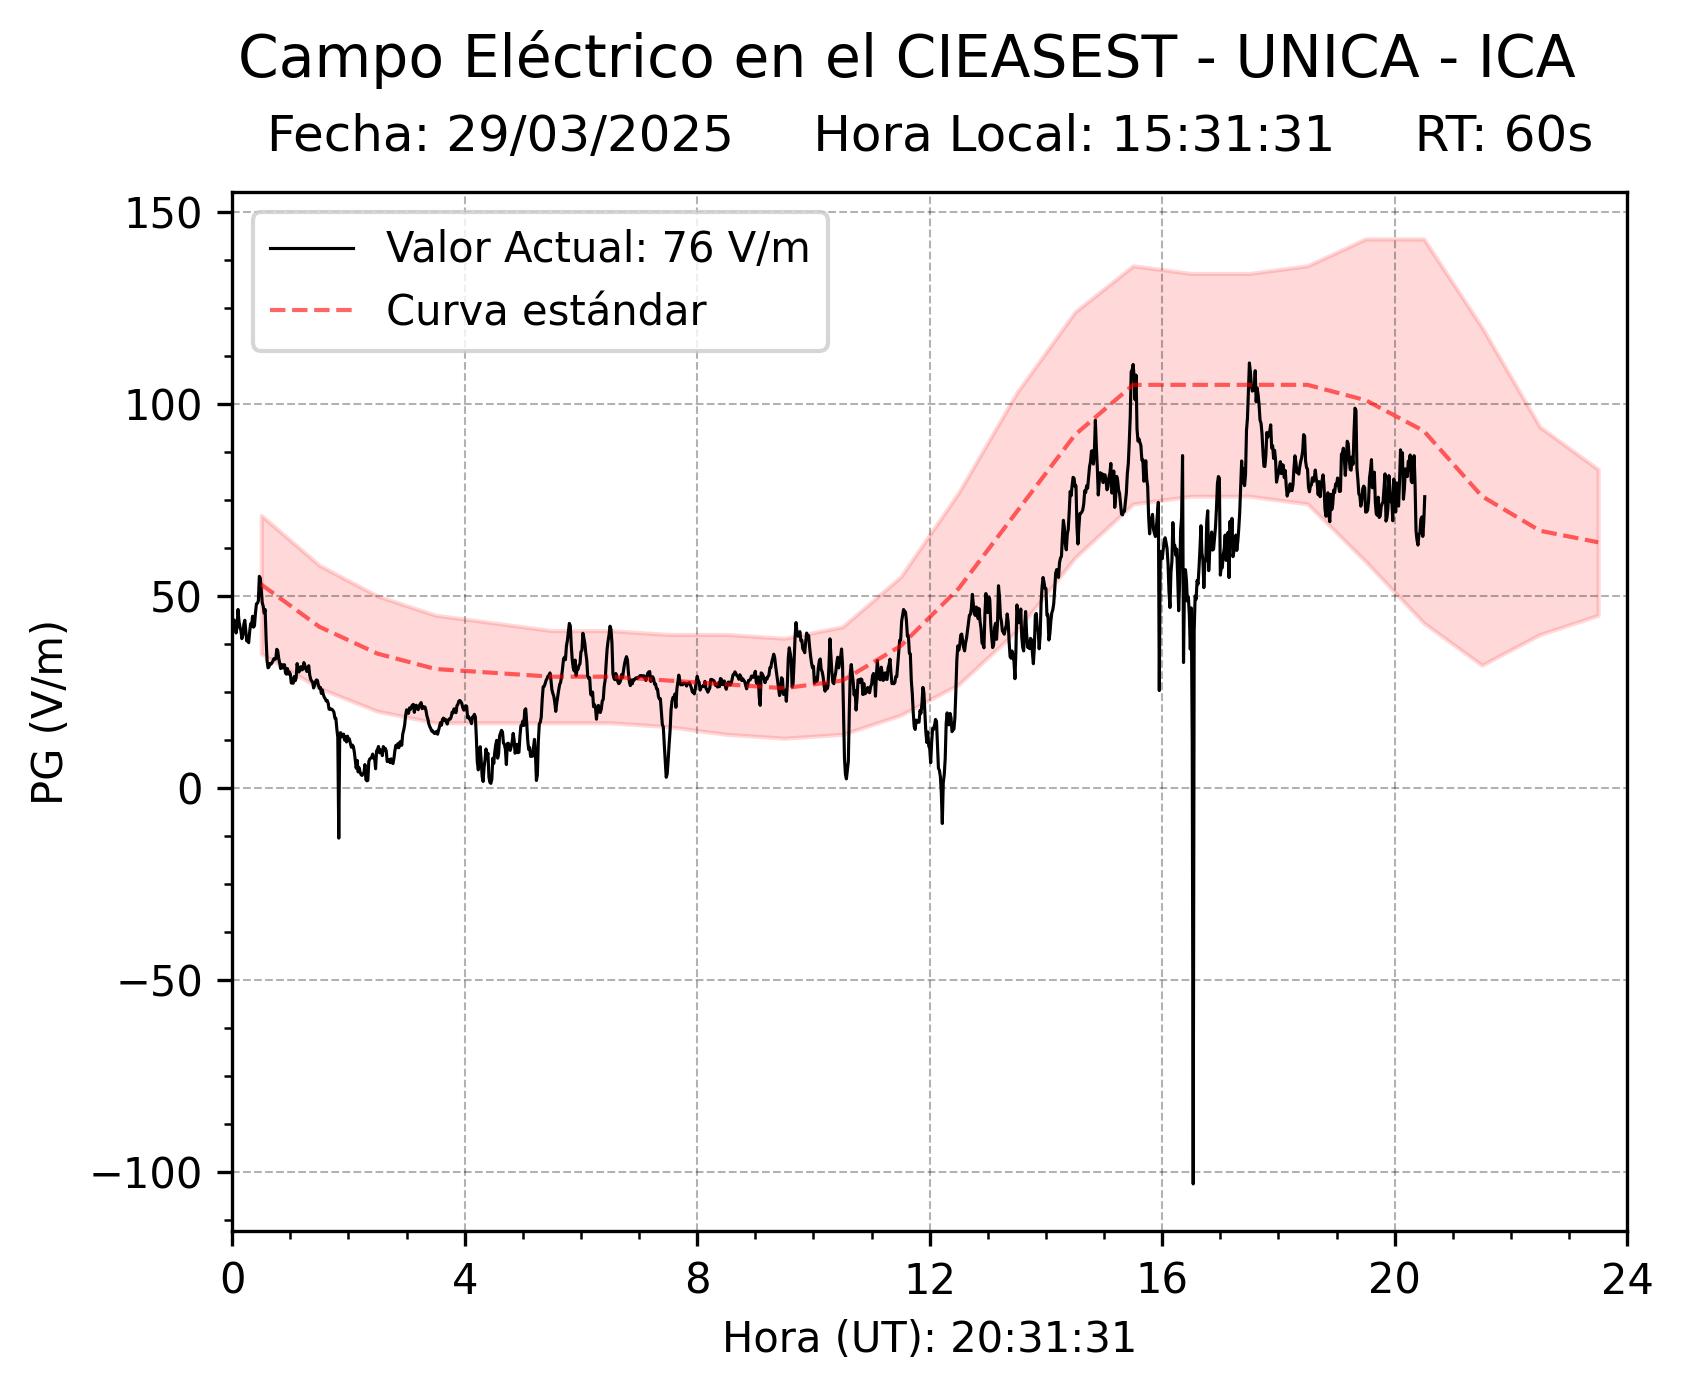 Campo Eléctrico en el CIEASEST - UNICA - ICA
Fecha: 29/03/2025 Hora Local: 15:31:31 RT: 60s
Valor Actual: 76 V/m
Curva estándar
PG (V/m)
150
100
50
0
−50
−100
0 4 8 12 16 20 24
Hora (UT): 20:31:31